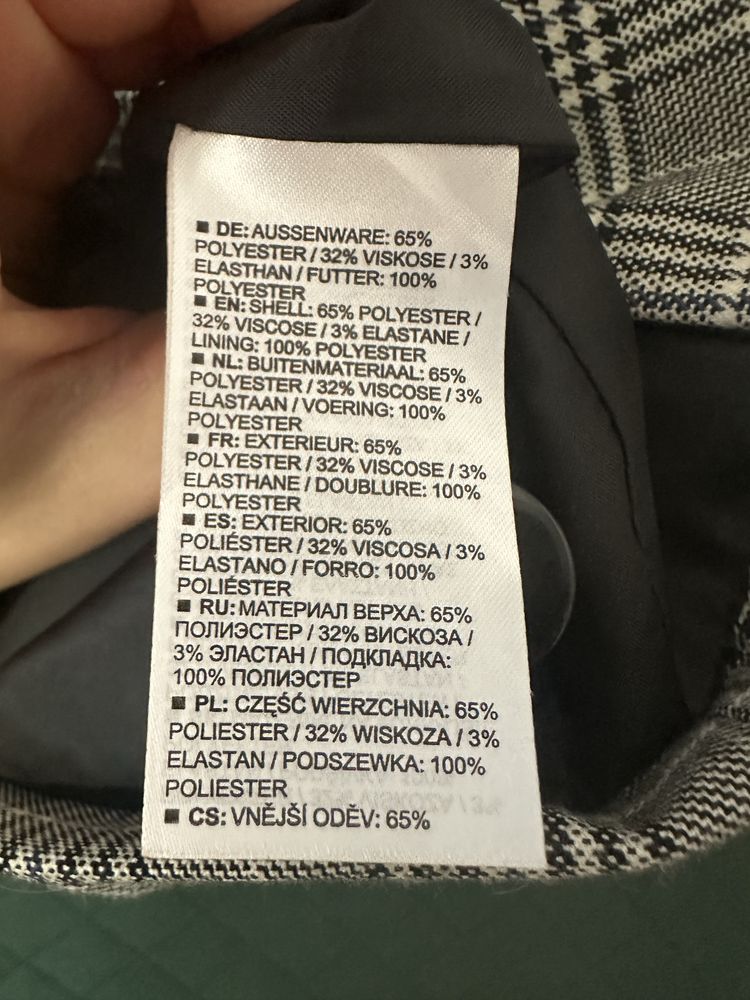 ■ DE: AUSSENWARE: 65%
POLYESTER / 32% VISKOSE / 3%
ELASTHAN / FUTTER: 100%
POLYESTER
■ EN: SHELL: 65% POLYESTER /
32% VISCOSE / 3% ELASTANE /
LINING: 100% POLYESTER
■ NL: BUITENMATERIAAL: 65%
POLYESTER / 32% VISCOSE / 3%
ELASTAAN / VOERING: 100%
POLYESTER
■ FR: EXTERIEUR: 65%
POLYESTER / 32% VISCOSE / 3%
ELASTHANE / DOUBLURE: 100%
POLYESTER
■ ES: EXTERIOR: 65%
POLIÉSTER / 32% VISCOSA / 3%
ELASTANO / FORRO: 100%
POLIÉSTER
■ RU: МАТЕРИАЛ ВЕРХА: 65%
ПОЛИЭСТЕР / 32% ВИСКОЗА /
3% ЭЛАСТАН / ПОДКЛАДКА:
100% ПОЛИЭСТЕР
■ PL: CZĘŚĆ WIERZCHNIA: 65%
POLIESTER / 32% WISKOZA / 3%
ELASTAN / PODSZEWKA: 100%
POLIESTER
■ CS: VNĚJŠÍ ODĚV: 65%